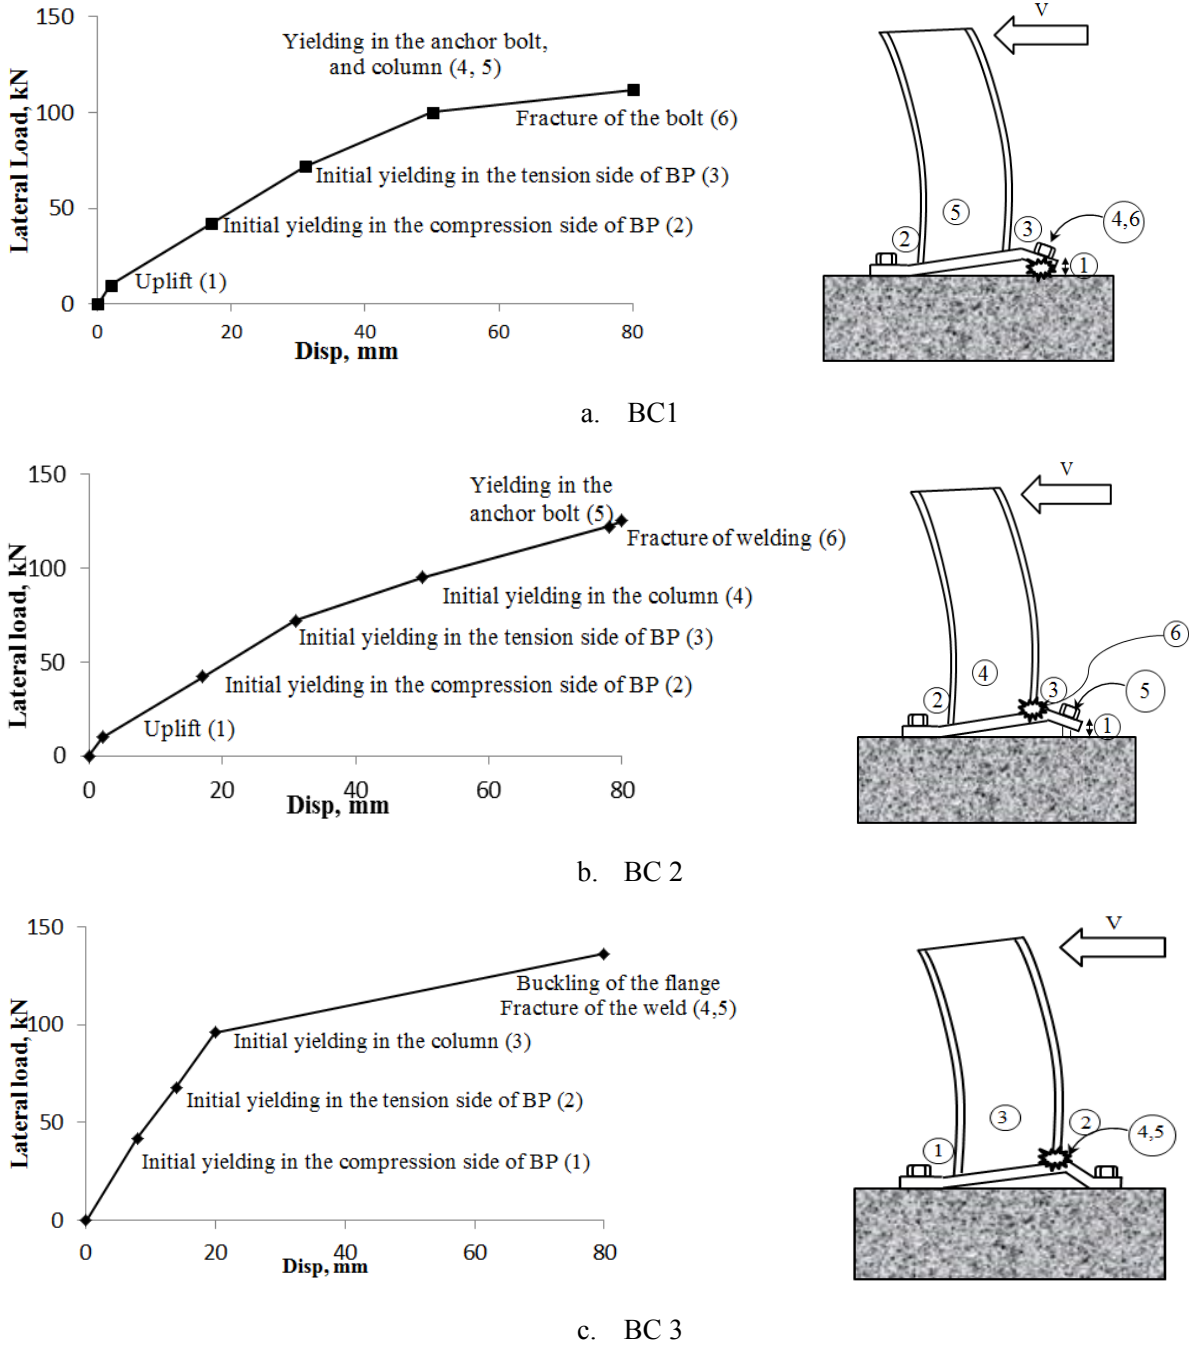 150
100
50
0
Lateral Load, kN
Yielding in the anchor bolt,
and column (4, 5)
Fracture of the bolt (6)
Initial yielding in the tension side of BP (3)
Initial yielding in the compression side of BP (2)
Uplift (1)
0 20 40 60 80
Disp, mm
V
5
2
3
4,6
1
a. BC1
150
100
50
0
Lateral load, kN
Yielding in the
anchor bolt (5)
Fracture of welding (6)
Initial yielding in the column (4)
Initial yielding in the tension side of BP (3)
Initial yielding in the compression side of BP (2)
Uplift (1)
0 20 40 60 80
Disp, mm
V
6
4
2
3
5
1
b. BC 2
150
100
50
0
Lateral load, kN
Buckling of the flange
Fracture of the weld (4,5)
Initial yielding in the column (3)
Initial yielding in the tension side of BP (2)
Initial yielding in the compression side of BP (1)
0 20 40 60 80
Disp, mm
V
3
2
4,5
1
c. BC 3